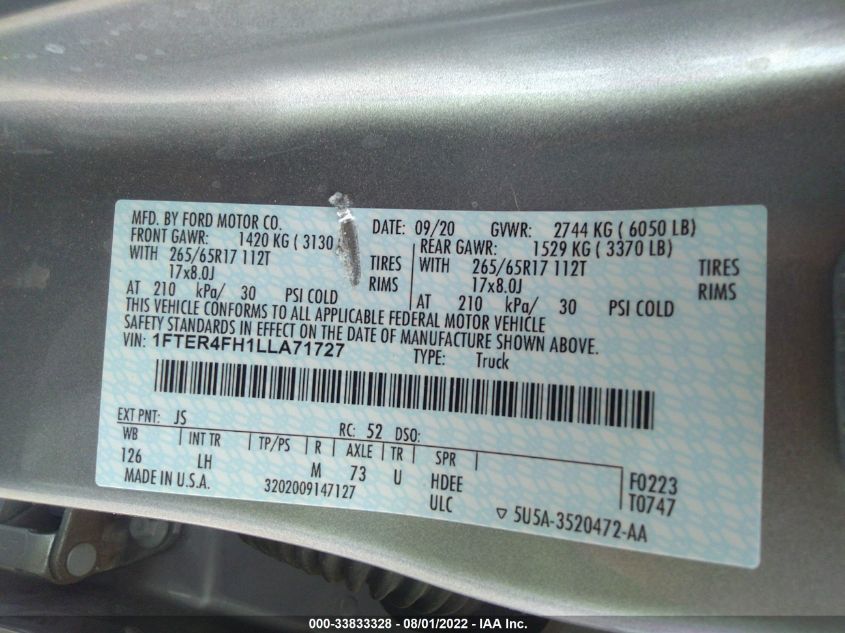 MFD. BY FORD MOTOR CO. DATE: 09/20 GVWR: 2744 KG ( 6050 LB)
FRONT GAWR: 1420 KG ( 3130 REAR GAWR: 1529 KG ( 3370 LB)
WITH 265/65R17 112T TIRES WITH 265/65R17 112T TIRES
17x8.0J RIMS 17x8.0J RIMS
AT 210 kPa/ 30 PSI COLD AT 210 kPa/ 30 PSI COLD
THIS VEHICLE CONFORMS TO ALL APPLICABLE FEDERAL MOTOR VEHICLE
SAFETY STANDARDS IN EFFECT ON THE DATE OF MANUFACTURE SHOWN ABOVE.
VIN: 1FTER4FH1LLA71727 TYPE: Truck
EXT PNT: JS RC: 52 DSO:
WB INT TR TP/PS R AXLE TR SPR
126 LH M 73 U HDEE F0223
MADE IN U.S.A. 3202009147127 ULC T0747
▽ 5U5A-3520472-AA
000-33833328 - 08/01/2022 - IAA Inc.